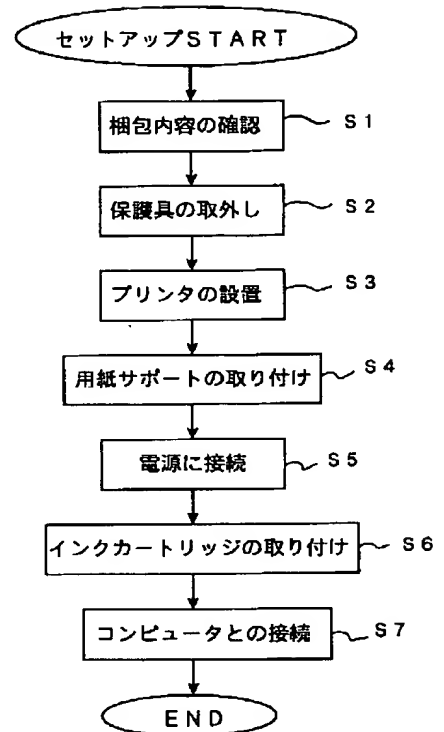 セットアップSTART
梱包内容の確認 S1
保護具の取外し S2
プリンタの設置 S3
用紙サポートの取り付け S4
電源に接続 S5
インクカートリッジの取り付け S6
コンピュータとの接続 S7
END